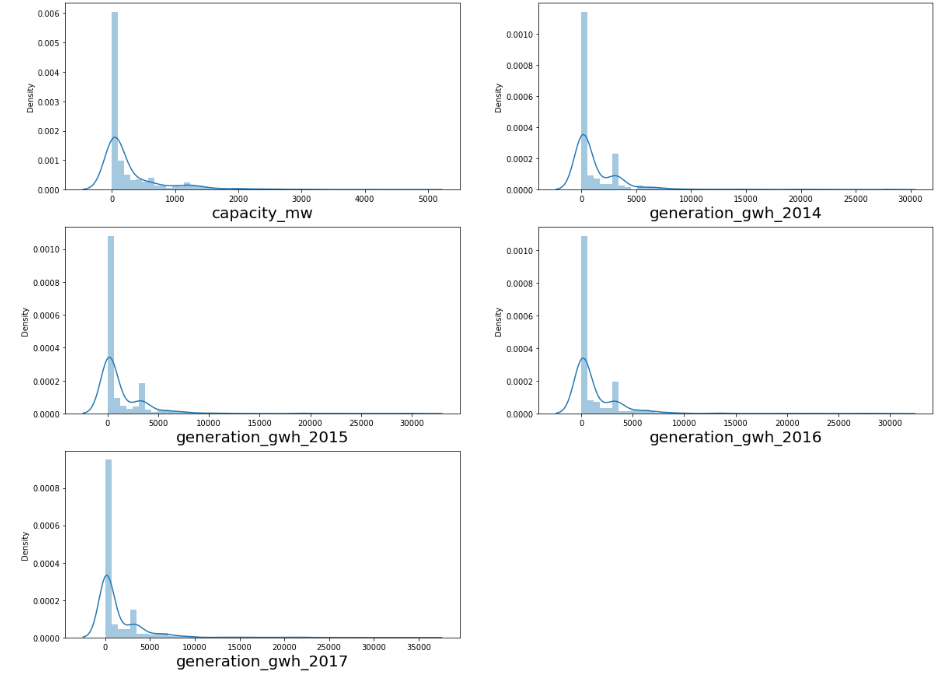 0.006
0.005
0.004
0.003
0.002
0.001
0.000
Density
0 1000 2000 3000 4000 5000
capacity_mw
0.0010
0.0008
0.0006
0.0004
0.0002
0.0000
Density
0 5000 10000 15000 20000 25000 30000
generation_gwh_2014
0.0010
0.0008
0.0006
0.0004
0.0002
0.0000
Density
0 5000 10000 15000 20000 25000 30000
generation_gwh_2015
0.0010
0.0008
0.0006
0.0004
0.0002
0.0000
Density
0 5000 10000 15000 20000 25000 30000
generation_gwh_2016
0.0008
0.0006
0.0004
0.0002
0.0000
Density
0 5000 10000 15000 20000 25000 30000 35000
generation_gwh_2017